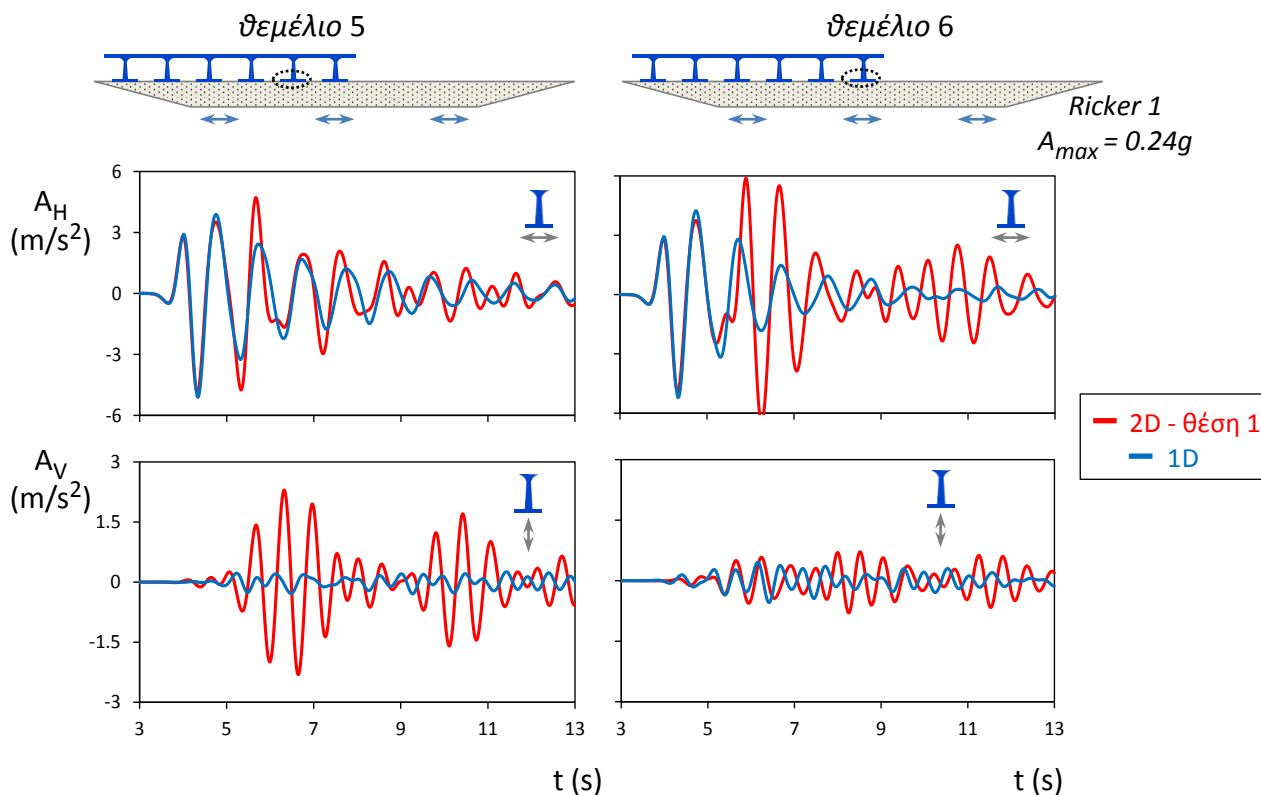 θεμέλιο 5
θεμέλιο 6
Ricker 1
Amax = 0.24g
AH
(m/s2)
6
3
0
-3
-6
2D - θέση 1
1D
AV
(m/s2)
3
1.5
0
-1.5
-3
3 5 7 9 11 13
3 5 7 9 11 13
t (s)
t (s)